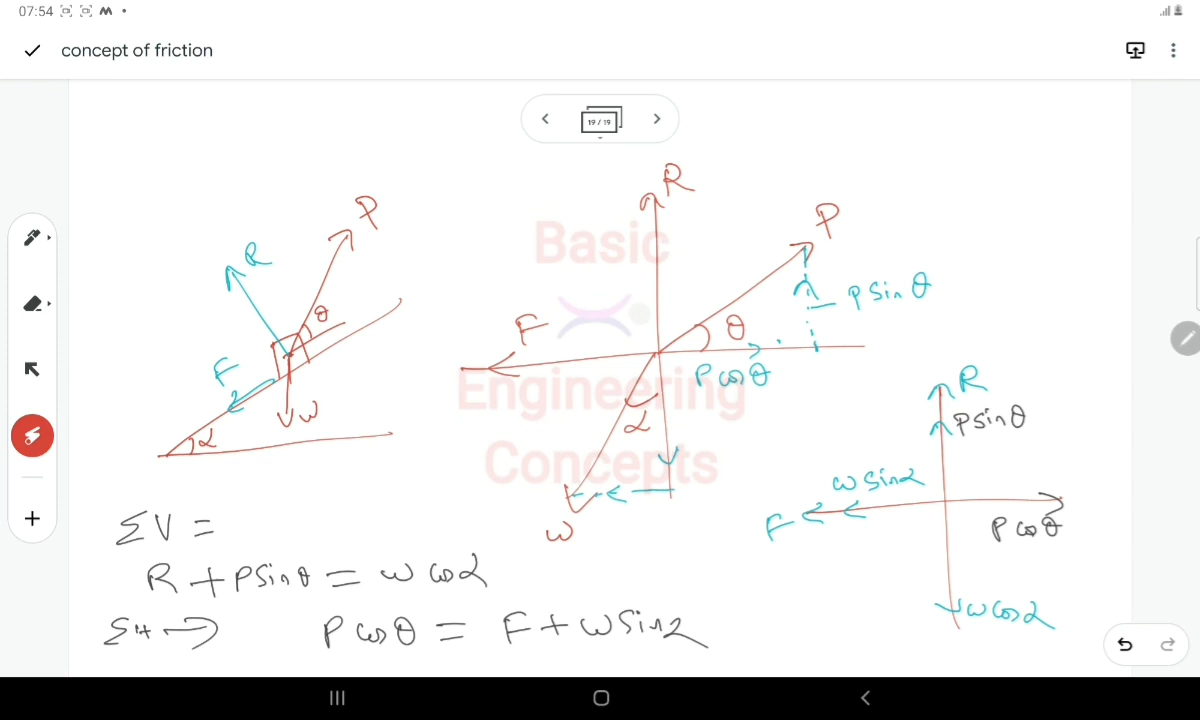 07:54
concept of friction
19 / 19
Basic
Engineering
Concepts
P
R
θ
F
W
α
R
P
F
θ
P sin θ
P cos θ
α
W
R
P sin θ
W sin α
F
P cos θ
W cos α
ΣV =
R + P sin θ = W cos α
ΣH → P cos θ = F + W sin α